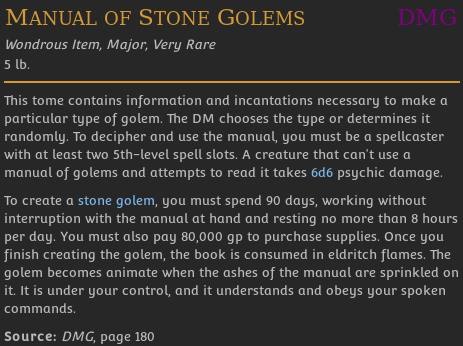 Manual of Stone Golems DMG
Wondrous Item, Major, Very Rare
5 lb.
This tome contains information and incantations necessary to make a
particular type of golem. The DM chooses the type or determines it
randomly. To decipher and use the manual, you must be a spellcaster
with at least two 5th-level spell slots. A creature that can't use a
manual of golems and attempts to read it takes 6d6 psychic damage.
To create a stone golem, you must spend 90 days, working without
interruption with the manual at hand and resting no more than 8 hours
per day. You must also pay 80,000 gp to purchase supplies. Once you
finish creating the golem, the book is consumed in eldritch flames. The
golem becomes animate when the ashes of the manual are sprinkled on
it. It is under your control, and it understands and obeys your spoken
commands.
Source: DMG, page 180